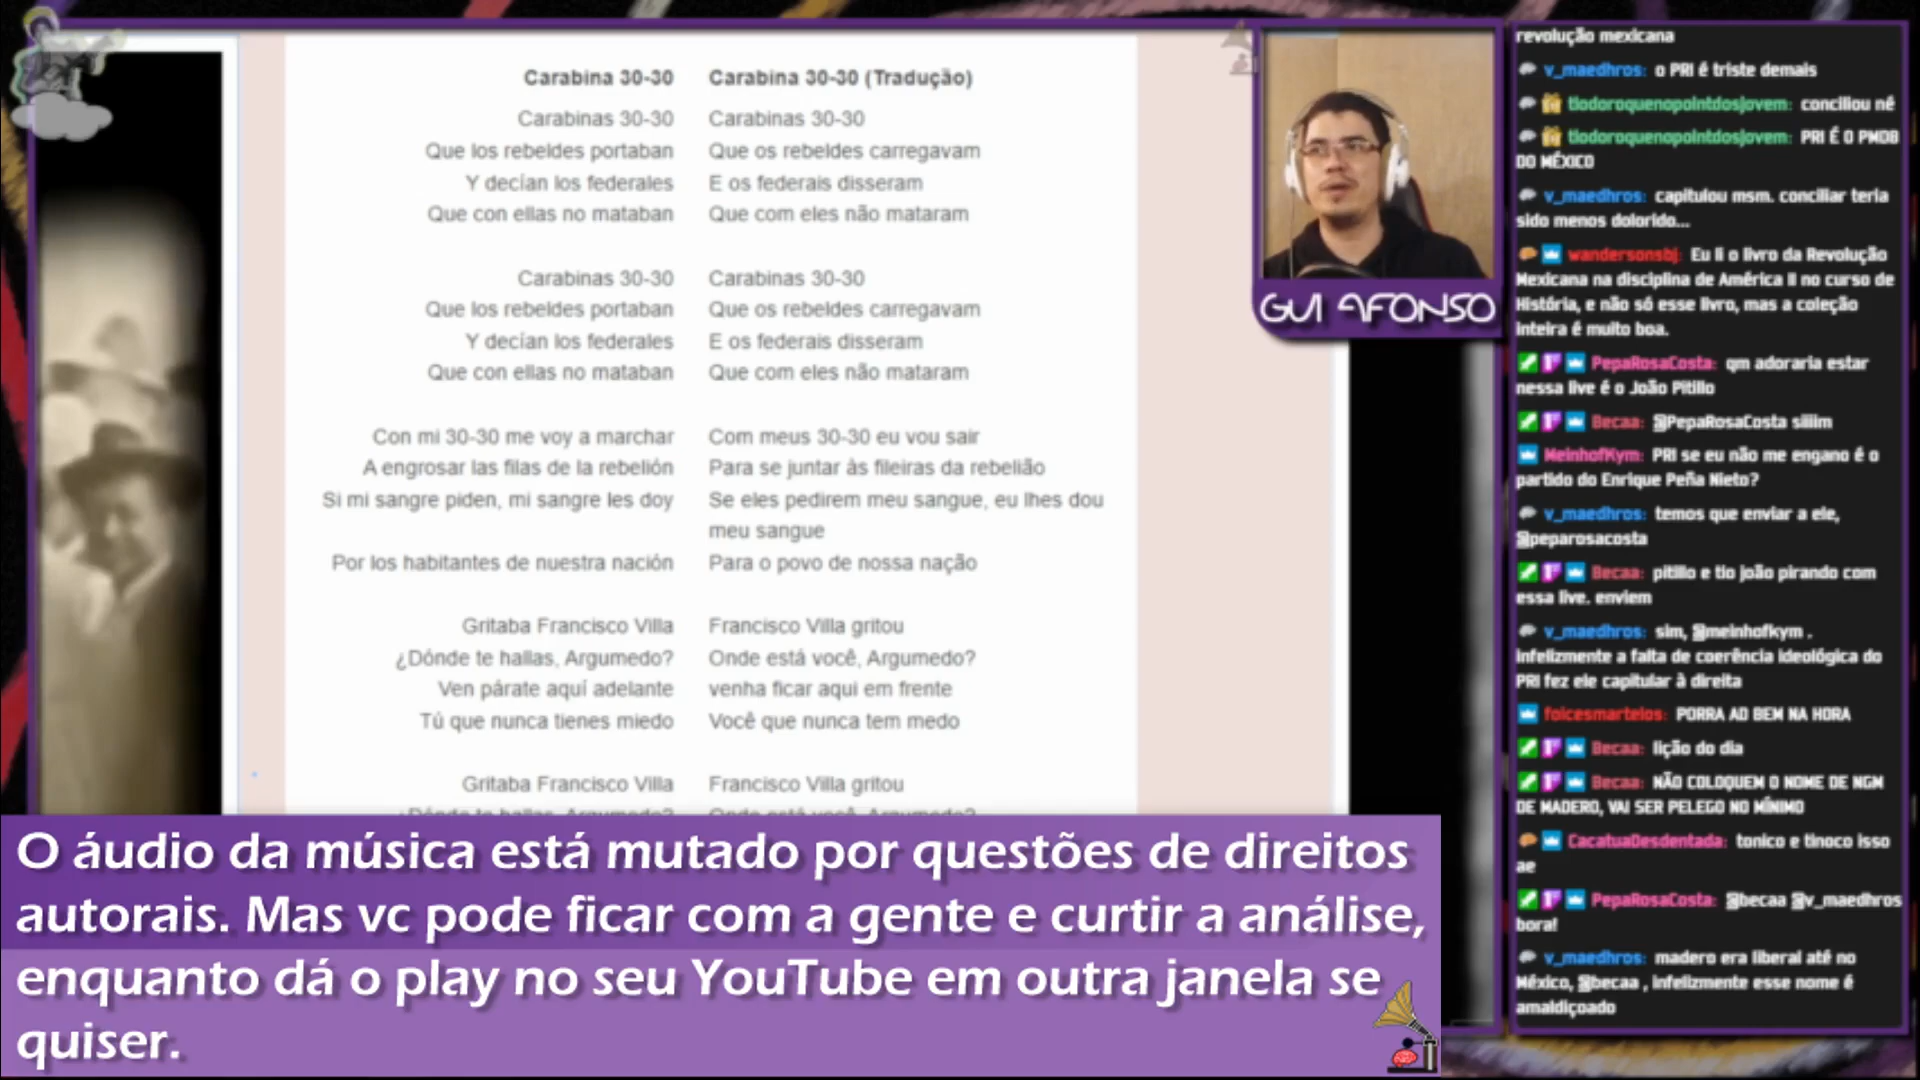 Carabina 30-30
Carabinas 30-30
Que los rebeldes portaban
Y decían los federales
Que con ellas no mataban
Carabinas 30-30
Que los rebeldes portaban
Y decían los federales
Que con ellas no mataban
Con mi 30-30 me voy a marchar
A engrosar las filas de la rebelión
Si mi sangre piden, mi sangre les doy
Por los habitantes de nuestra nación
Gritaba Francisco Villa
¿Dónde te hallas, Argumedo?
Ven párate aquí adelante
Tú que nunca tienes miedo
Gritaba Francisco Villa
Carabina 30-30 (Tradução)
Carabinas 30-30
Que os rebeldes carregavam
E os federais disseram
Que com eles não mataram
Carabinas 30-30
Que os rebeldes carregavam
E os federais disseram
Que com eles não mataram
Com meus 30-30 eu vou sair
Para se juntar às fileiras da rebelião
Se eles pedirem meu sangue, eu lhes dou
meu sangue
Para o povo de nossa nação
Francisco Villa gritou
Onde está você, Argumedo?
venha ficar aqui em frente
Você que nunca tem medo
Francisco Villa gritou
GUI AFONSO
revolução mexicana
v_maedhros: o PRI é triste demais
tiodoroquenopointdosjovem: conciliou né
tiodoroquenopointdosjovem: PRI É O PMDB
DO MÉXICO
v_maedhros: capitulou msm. conciliar teria
sido menos dolorido...
wandersonsbj: Eu li o livro da Revolução
Mexicana na disciplina de América II no curso de
História, e não só esse livro, mas a coleção
inteira é muito boa.
PepaRosaCosta: qm adoraria estar
nessa live é o João Pitillo
Becaa: @PepaRosaCosta siiiim
MeinhofKym: PRI se eu não me engano é o
partido do Enrique Peña Nieto?
v_maedhros: temos que enviar a ele,
@peparosacosta
Becaa: pitillo e tio joão pirando com
essa live. enviem
v_maedhros: sim, @meinhofkym .
infelizmente a falta de coerência ideológica do
PRI fez ele capitular à direita
foicesmartelos: PORRA AD BEM NA HORA
Becaa: lição do dia
Becaa: NÃO COLOQUEM O NOME DE NGM
DE MADERO, VAI SER PELEGO NO MÍNIMO
CacatuaDesdentada: tonico e tinoco isso
ae
PepaRosaCosta: @becaa @v_maedhros
bora!
v_maedhros: madero era liberal até no
México, @becaa , infelizmente esse nome é
amaldiçoado
O áudio da música está mutado por questões de direitos
autorais. Mas vc pode ficar com a gente e curtir a análise,
enquanto dá o play no seu YouTube em outra janela se
quiser.